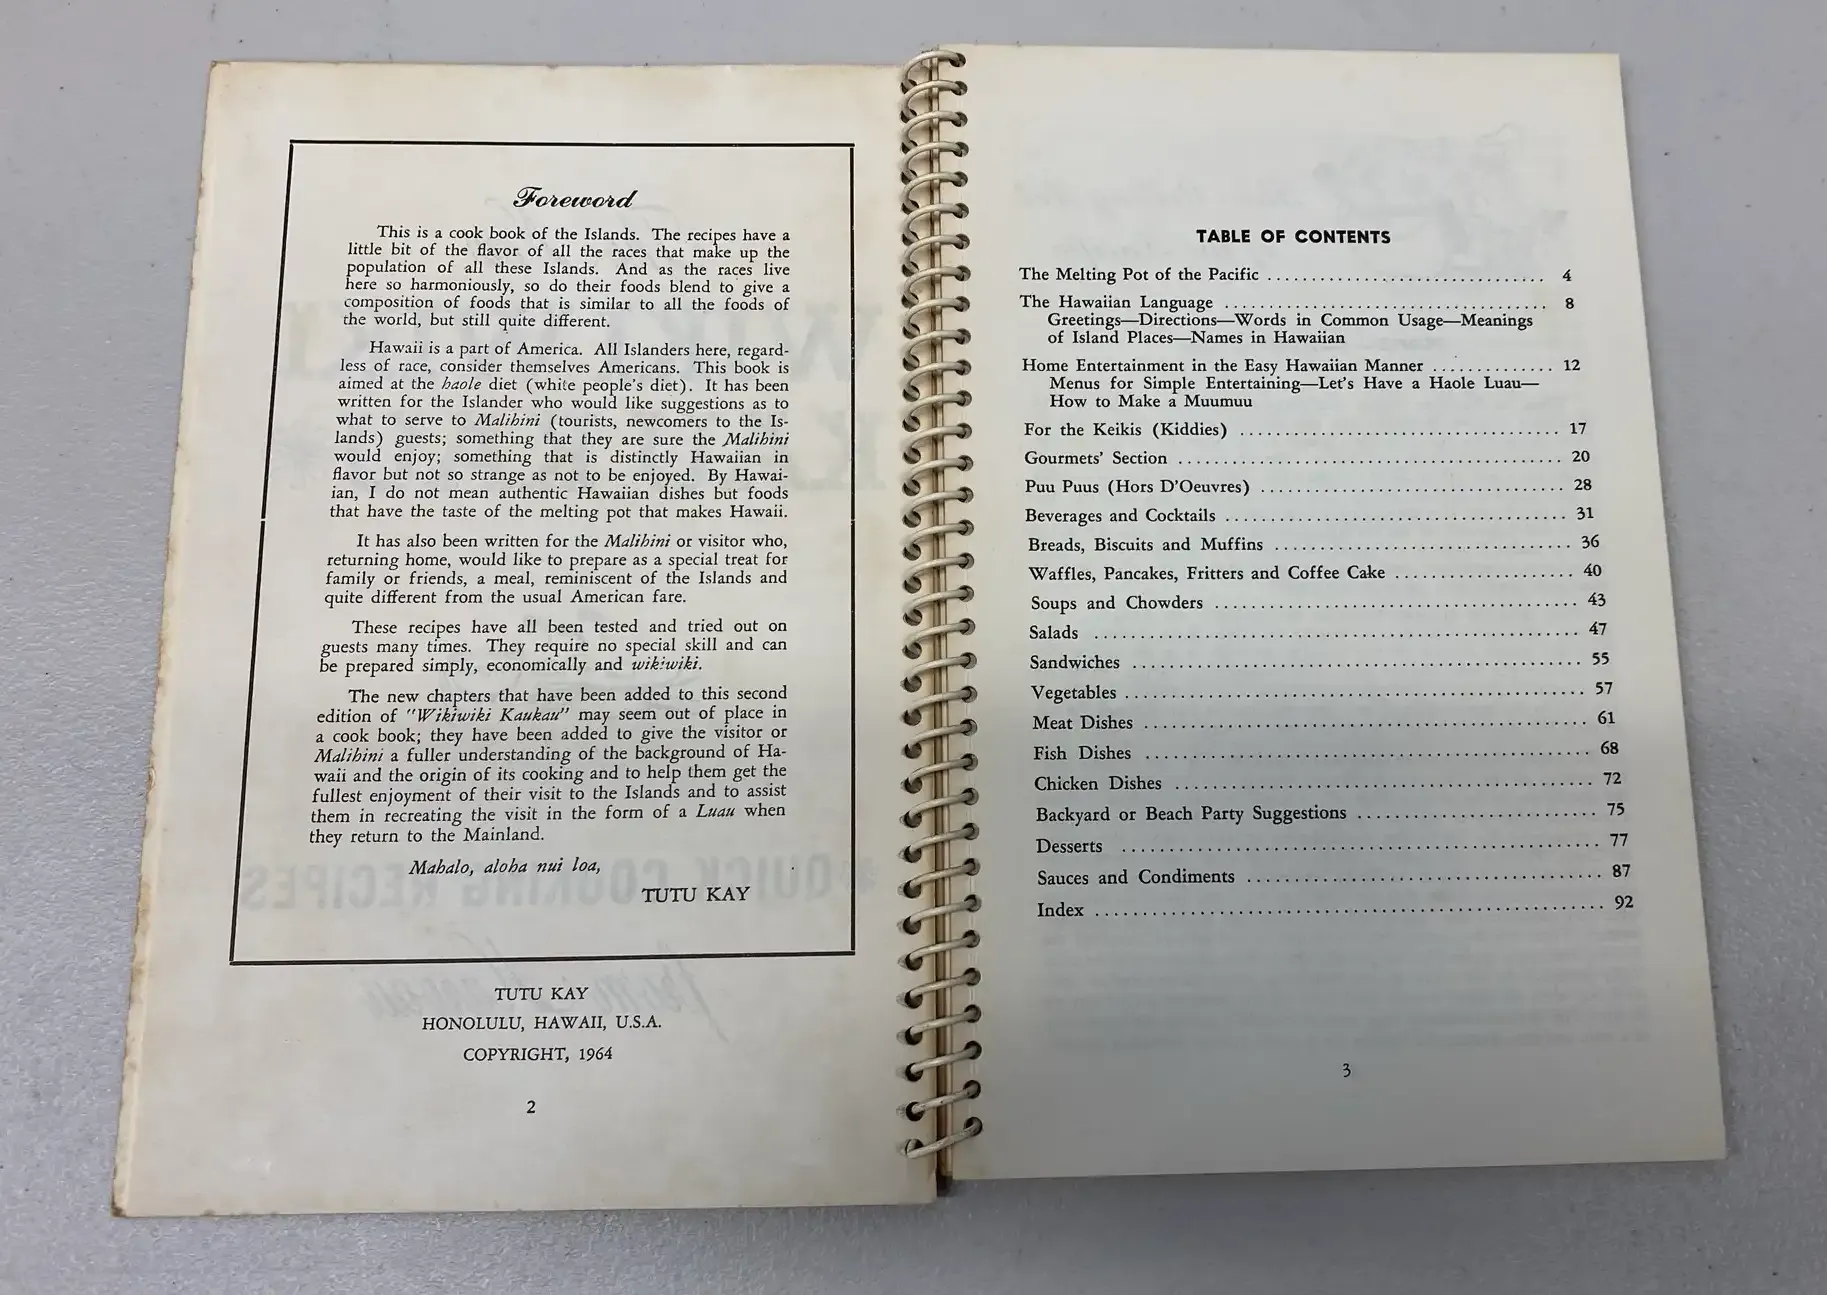 Foreword
This is a cook book of the Islands. The recipes have a
little bit of the flavor of all the races that make up the
population of all these Islands. And as the races live
here so harmoniously, so do their foods blend to give a
composition of foods that is similar to all the foods of
the world, but still quite different.
Hawaii is a part of America. All Islanders here, regard-
less of race, consider themselves Americans. This book is
aimed at the haole diet (white people's diet). It has been
written for the Islander who would like suggestions as to
what to serve to Malihini (tourists, newcomers to the Is-
lands) guests; something that they are sure the Malihini
would enjoy; something that is distinctly Hawaiian in
flavor but not so strange as not to be enjoyed. By Hawai-
ian, I do not mean authentic Hawaiian dishes but foods
that have the taste of the melting pot that makes Hawaii.
It has also been written for the Malihini or visitor who,
returning home, would like to prepare as a special treat for
family or friends, a meal, reminiscent of the Islands and
quite different from the usual American fare.
These recipes have all been tested and tried out on
guests many times. They require no special skill and can
be prepared simply, economically and wikiwiki.
The new chapters that have been added to this second
edition of "Wikiwiki Kaukau" may seem out of place in
a cook book; they have been added to give the visitor or
Malihini a fuller understanding of the background of Ha-
waii and the origin of its cooking and to help them get the
fullest enjoyment of their visit to the Islands and to assist
them in recreating the visit in the form of a Luau when
they return to the Mainland.
Mahalo, aloha nui loa,
TUTU KAY
TUTU KAY
HONOLULU, HAWAII, U.S.A.
COPYRIGHT, 1964
2
TABLE OF CONTENTS
The Melting Pot of the Pacific 4
The Hawaiian Language 8
Greetings—Directions—Words in Common Usage—Meanings
of Island Places—Names in Hawaiian
Home Entertainment in the Easy Hawaiian Manner 12
Menus for Simple Entertaining—Let's Have a Haole Luau—
How to Make a Muumuu
For the Keikis (Kiddies) 17
Gourmets' Section 20
Puu Puus (Hors D'Oeuvres) 28
Beverages and Cocktails 31
Breads, Biscuits and Muffins 36
Waffles, Pancakes, Fritters and Coffee Cake 40
Soups and Chowders 43
Salads 47
Sandwiches 55
Vegetables 57
Meat Dishes 61
Fish Dishes 68
Chicken Dishes 72
Backyard or Beach Party Suggestions 75
Desserts 77
Sauces and Condiments 87
Index 92
3